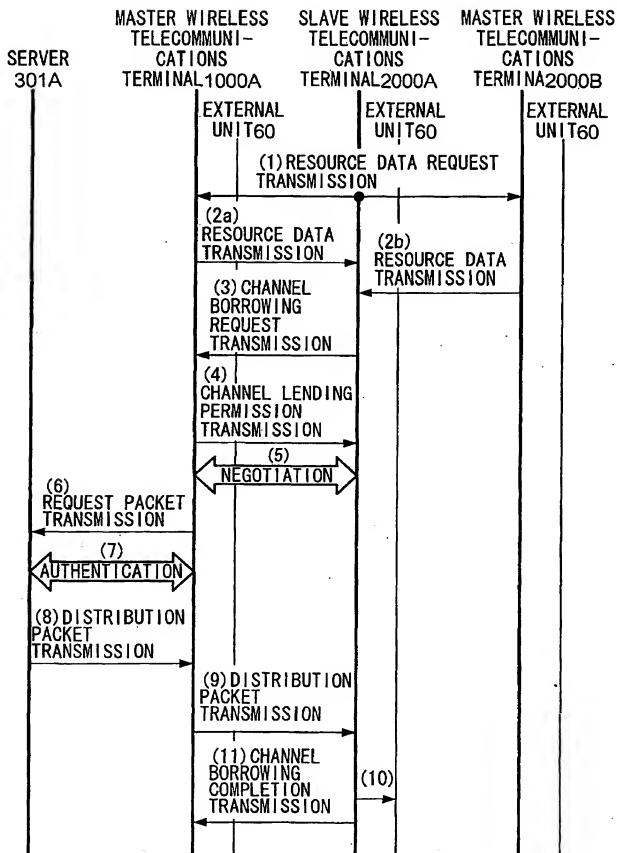 SERVER
301A
MASTER WIRELESS
TELECOMMUNI-
CATIONS
TERMINAL1000A
SLAVE WIRELESS
TELECOMMUNI-
CATIONS
TERMINAL2000A
MASTER WIRELESS
TELECOMMUNI-
CATIONS
TERMINA2000B
EXTERNAL
UNIT60
EXTERNAL
UNIT60
EXTERNAL
UNIT60
(1)RESOURCE DATA REQUEST
TRANSMISSION
(2a)
RESOURCE DATA
TRANSMISSION
(2b)
RESOURCE DATA
TRANSMISSION
(3)CHANNEL
BORROWING
REQUEST
TRANSMISSION
(4)
CHANNEL LENDING
PERMISSION
TRANSMISSION
(5)
NEGOTIATION
(6)
REQUEST PACKET
TRANSMISSION
(7)
AUTHENTICATION
(8)DISTRIBUTION
PACKET
TRANSMISSION
(9)DISTRIBUTION
PACKET
TRANSMISSION
(10)
(11)CHANNEL
BORROWING
COMPLETION
TRANSMISSION